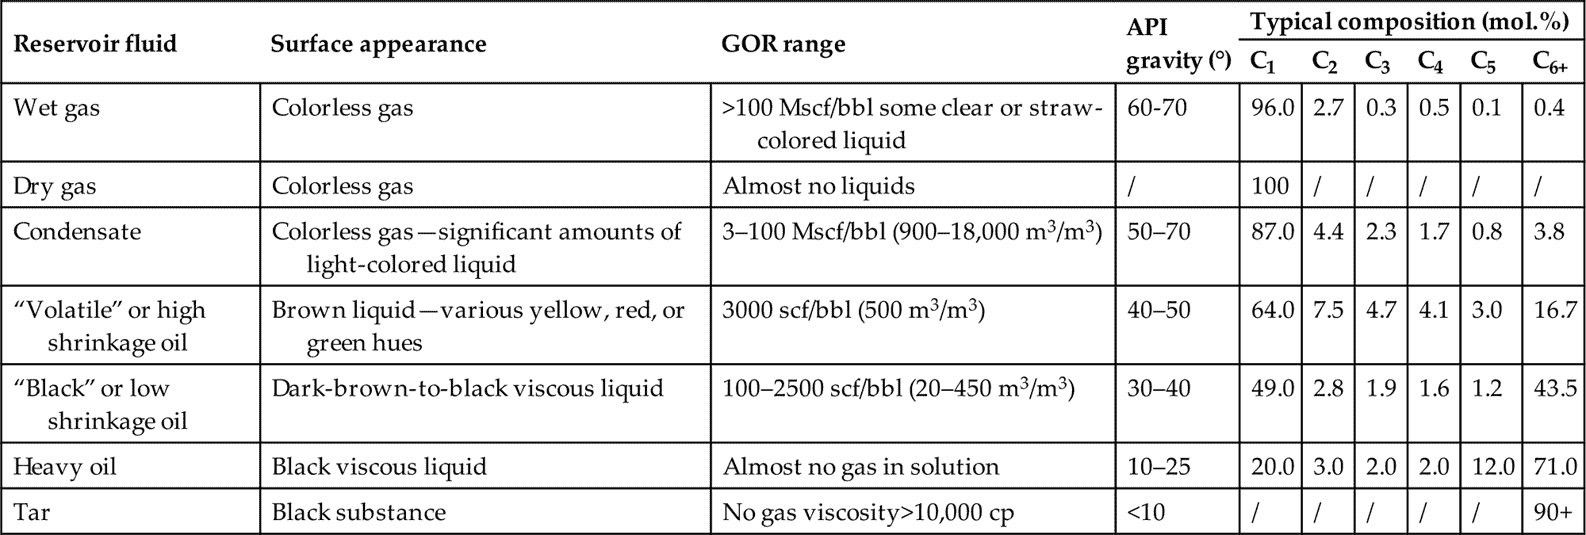 Reservoir fluid Surface appearance GOR range API gravity (°) Typical composition (mol.%)
C₁ C₂ C₃ C₄ C₅ C₆₊
Wet gas Colorless gas >100 Mscf/bbl some clear or straw- 60-70 96.0 2.7 0.3 0.5 0.1 0.4
colored liquid
Dry gas Colorless gas Almost no liquids / 100 / / / / /
Condensate Colorless gas—significant amounts of 3–100 Mscf/bbl (900–18,000 m³/m³) 50–70 87.0 4.4 2.3 1.7 0.8 3.8
light-colored liquid
“Volatile” or high Brown liquid—various yellow, red, or 3000 scf/bbl (500 m³/m³) 40–50 64.0 7.5 4.7 4.1 3.0 16.7
shrinkage oil green hues
“Black” or low Dark-brown-to-black viscous liquid 100–2500 scf/bbl (20–450 m³/m³) 30–40 49.0 2.8 1.9 1.6 1.2 43.5
shrinkage oil
Heavy oil Black viscous liquid Almost no gas in solution 10–25 20.0 3.0 2.0 2.0 12.0 71.0
Tar Black substance No gas viscosity>10,000 cp <10 / / / / / 90+